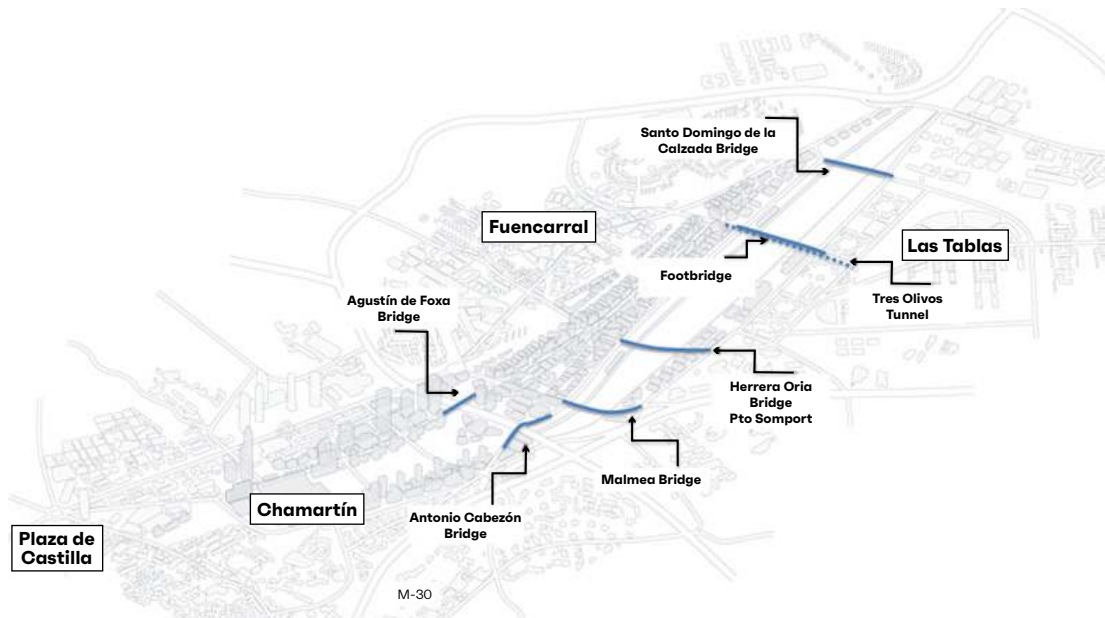 Santo Domingo de la
Calzada Bridge
Fuencarral
Las Tablas
Footbridge
Tres Olivos
Tunnel
Agustín de Foxa
Bridge
Herrera Oria
Bridge
Pto Somport
Malmea Bridge
Chamartín
Antonio Cabezón
Bridge
Plaza de
Castilla
M-30